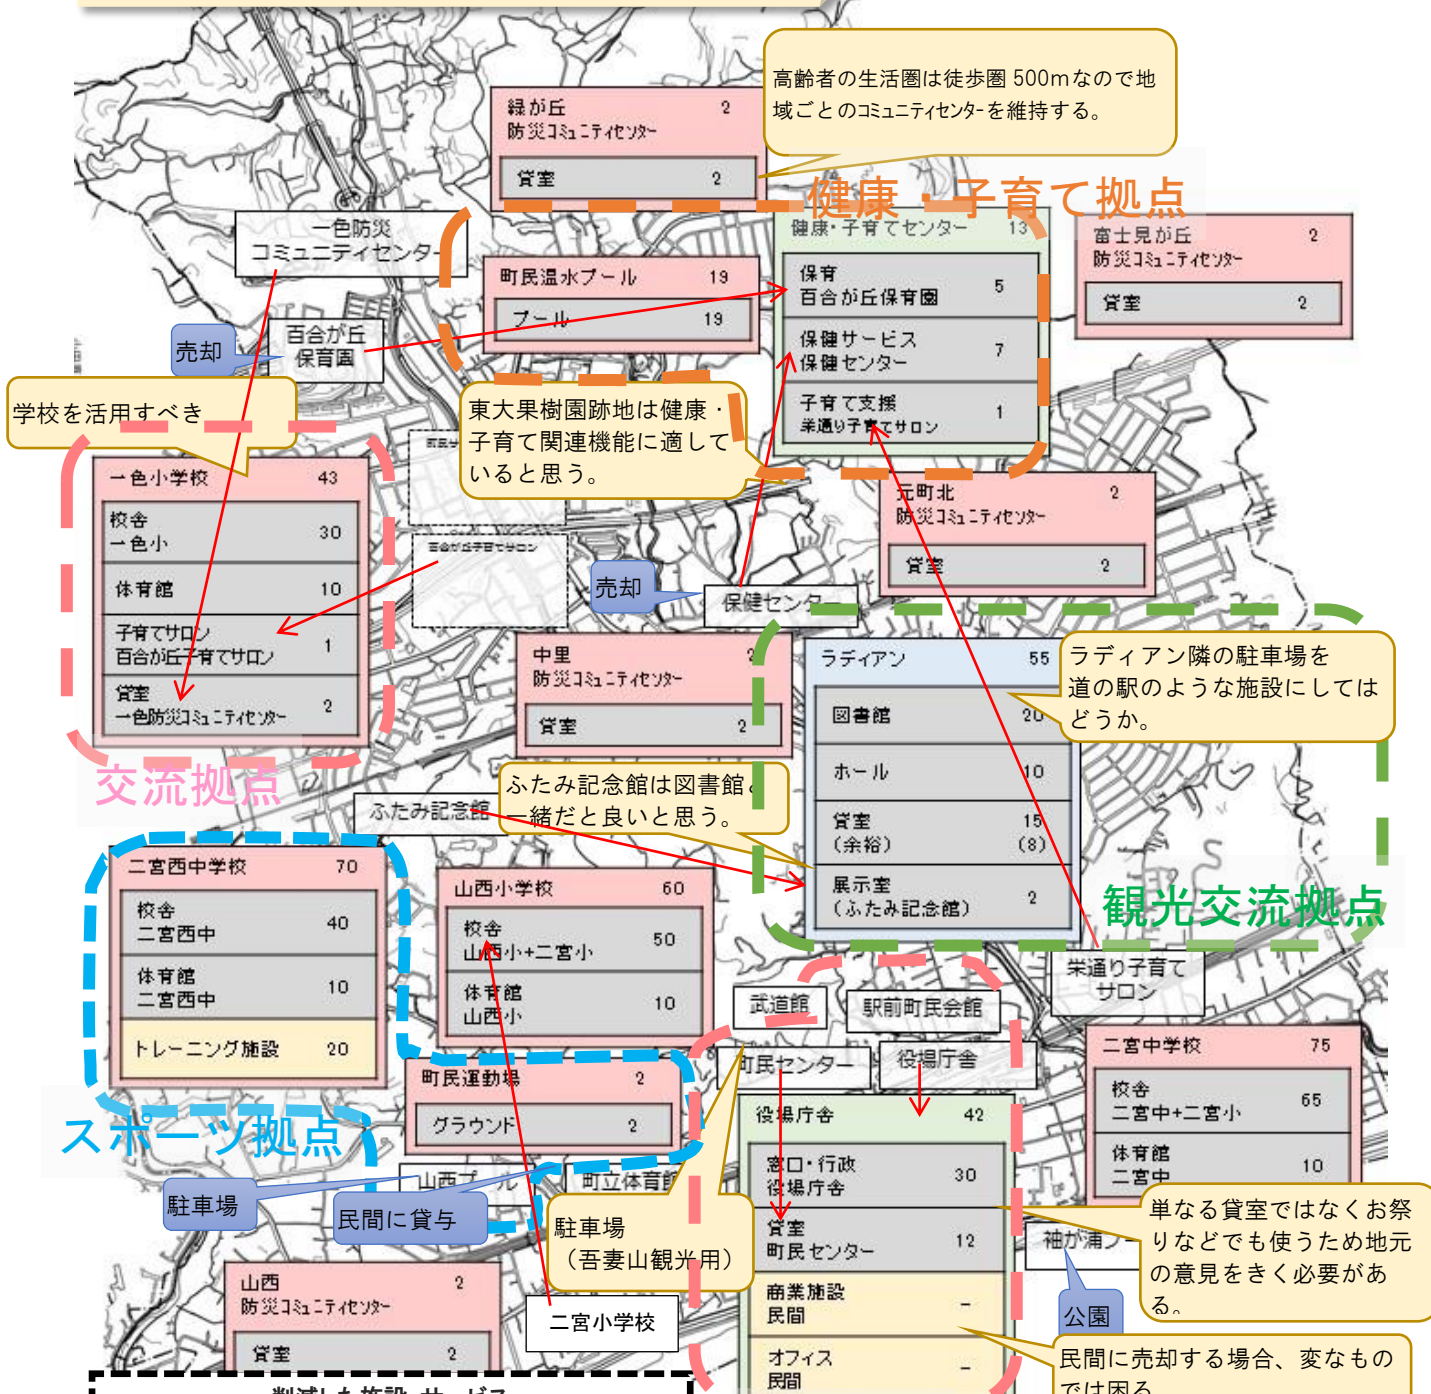 高齢者の生活圏は徒歩圏 500mなので地
域ごとのコミュニティセンターを維持する。
緑が丘 2
防災コミュニティセンター
貸室 2
健康・子育て拠点
一色防災
コミュニティセンター
町民温水プール 19
プール 19
健康・子育てセンター 13
保育
百合が丘保育園 5
保健サービス
保健センター 7
子育て支援
栄通り子育てサロン 1
富士見が丘 2
防災コミュニティセンター
貸室 2
売却
百合が丘
保育園
学校を活用すべき
東大果樹園跡地は健康・
子育て関連機能に適して
いると思う。
一色小学校 43
校舎
一色小 30
体育館 10
子育てサロン
百合が丘子育てサロン 1
貸室
一色防災コミュニティセンター 2
交流拠点
百合が丘子育てサロン
元町北 2
防災コミュニティセンター
貸室 2
売却
保健センター
中里 2
防災コミュニティセンター
貸室 2
ラディアン 55
図書館 20
ホール 10
貸室 15
(余裕) (8)
展示室
(ふたみ記念館) 2
ラディアン隣の駐車場を
道の駅のような施設にしては
どうか。
ふたみ記念館は図書館と
一緒だと良いと思う。
ふたみ記念館
観光交流拠点
二宮西中学校 70
校舎
二宮西中 40
体育館
二宮西中 10
トレーニング施設 20
山西小学校 60
校舎
山西小+二宮小 50
体育館
山西小 10
栄通り子育て
サロン
武道館
駅前町民会館
町民センター
役場庁舎
町民運動場 2
グラウンド 2
スポーツ拠点
二宮中学校 75
校舎
二宮中+二宮小 65
体育館
二宮中 10
役場庁舎 42
窓口・行政
役場庁舎 30
貸室
町民センター 12
商業施設
民間 -
オフィス
民間 -
山西プール
町立体育館
駐車場
民間に貸与
駐車場
(吾妻山観光用)
単なる貸室ではなくお祭
りなどでも使うため地元
の意見をきく必要があ
る。
袖が浦プー
公園
山西 2
防災コミュニティセンター
貸室 2
二宮小学校
民間に売却する場合、変なもの
では困る
削減した施設・サービス